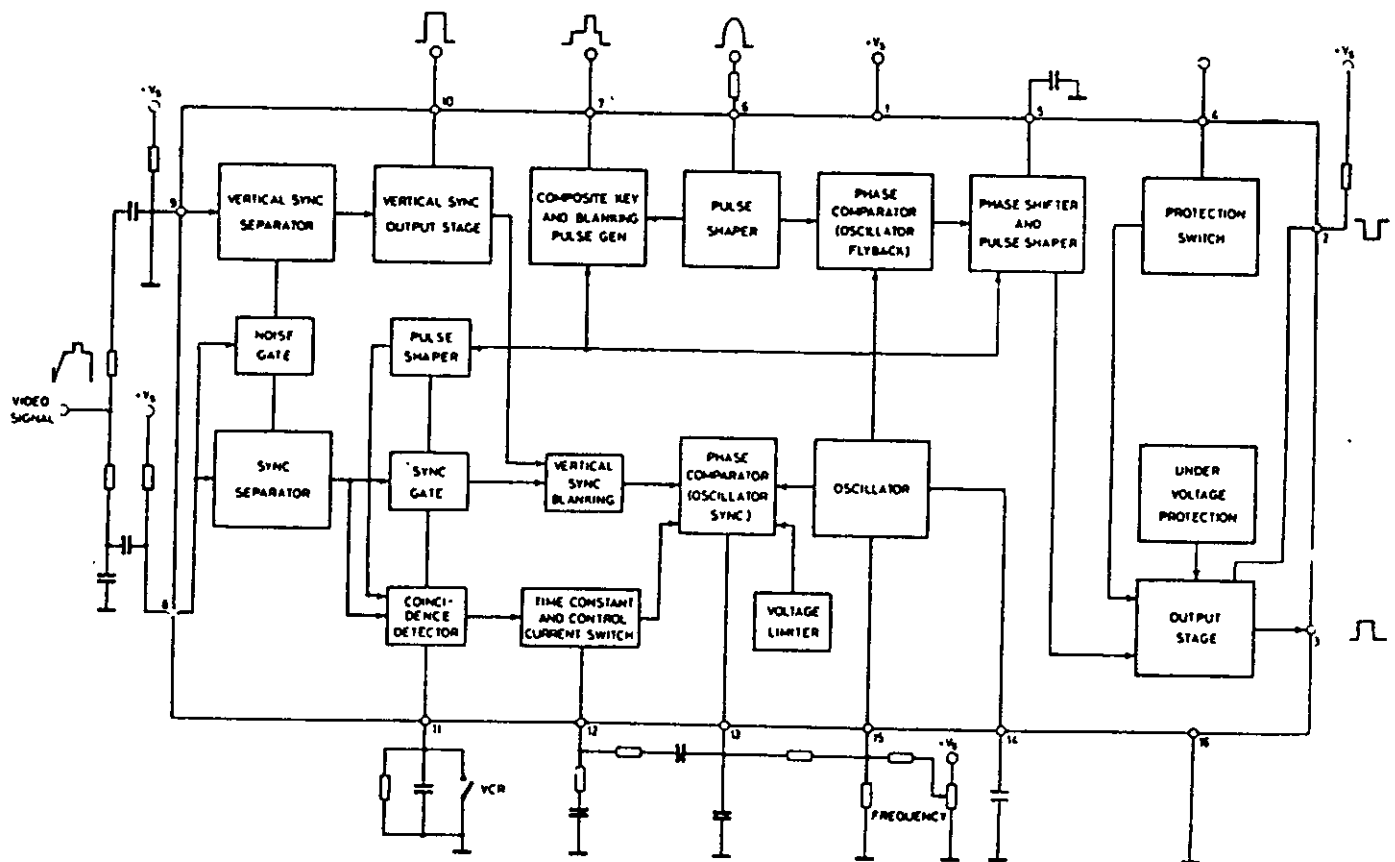 +Vs
+Vs
10
7
6
1
5
4
+Vs
9
VERTICAL SYNC
SEPARATOR
VERTICAL SYNC
OUTPUT STAGE
COMPOSITE KEY
AND BLANKING
PULSE GEN
PULSE
SHAPER
PHASE
COMPARATOR
(OSCILLATOR
FLYBACK)
PHASE SHIFTER
AND
PULSE SHAPER
PROTECTION
SWITCH
2
NOISE
GATE
PULSE
SHAPER
VIDEO
SIGNAL
+Vs
SYNC
SEPARATOR
SYNC
GATE
VERTICAL
SYNC
BLANKING
PHASE
COMPARATOR
(OSCILLATOR
SYNC)
OSCILLATOR
UNDER
VOLTAGE
PROTECTION
8
COINCI-
DENCE
DETECTOR
TIME CONSTANT
AND CONTROL
CURRENT SWITCH
VOLTAGE
LIMITER
OUTPUT
STAGE
3
11
12
13
15
14
16
+Vs
VCR
FREQUENCY